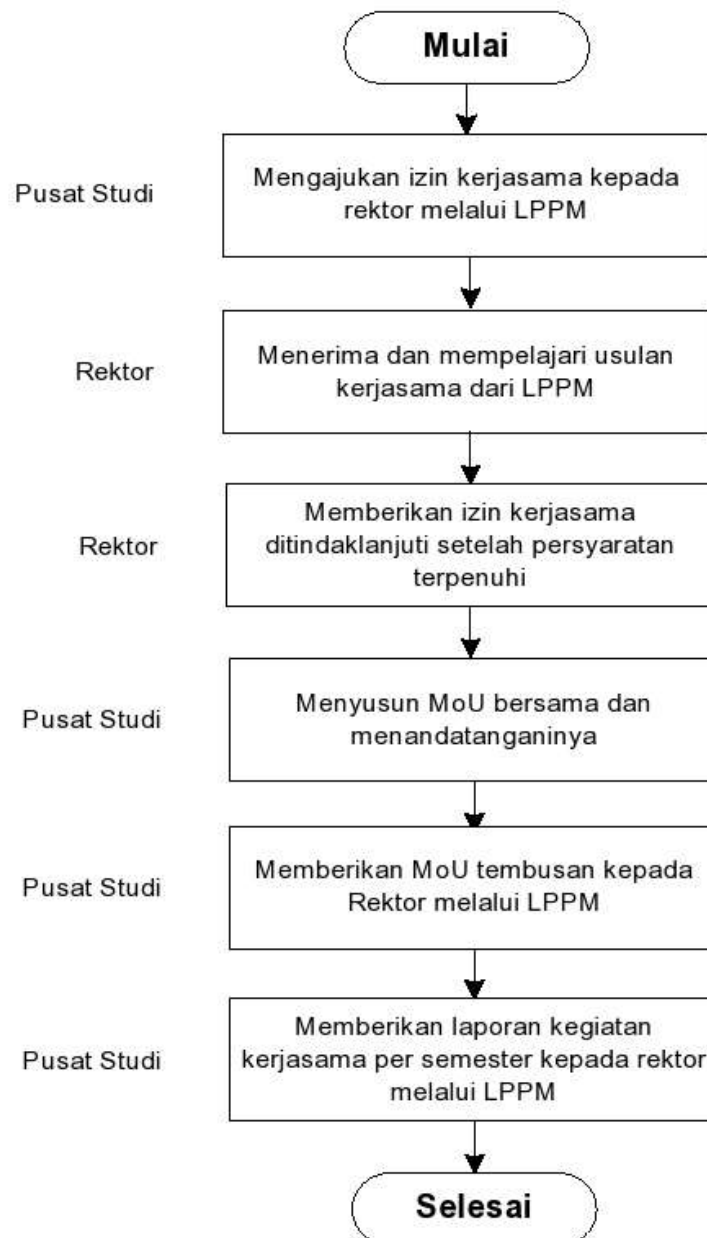 Mulai
Pusat Studi
Mengajukan izin kerjasama kepada
rektor melalui LPPM
Rektor
Menerima dan mempelajari usulan
kerjasama dari LPPM
Rektor
Memberikan izin kerjasama
ditindaklanjuti setelah persyaratan
terpenuhi
Pusat Studi
Menyusun MoU bersama dan
menandatanganinya
Pusat Studi
Memberikan MoU tembusan kepada
Rektor melalui LPPM
Pusat Studi
Memberikan laporan kegiatan
kerjasama per semester kepada rektor
melalui LPPM
Selesai